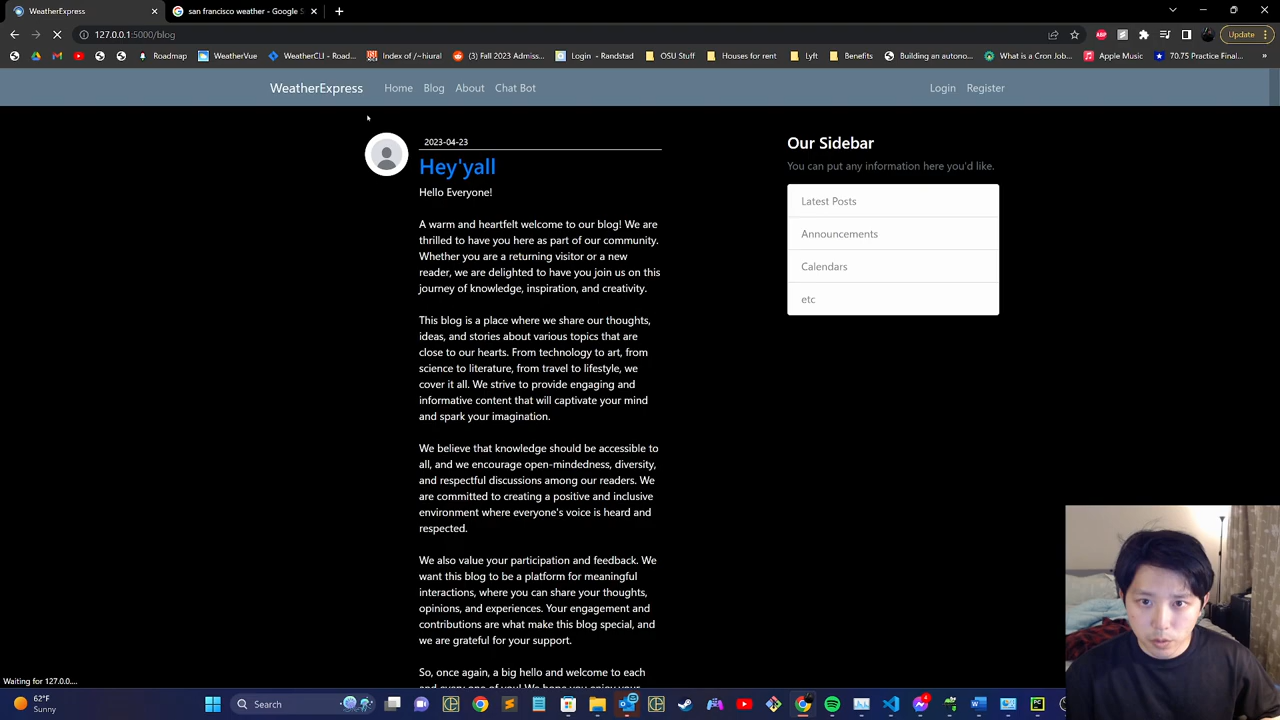 WeatherExpress
san francisco weather - Google S
127.0.0.1:5000/blog
Update
Roadmap
WeatherVue
WeatherCLI - Road...
Index of /~hiural
(3) Fall 2023 Admiss...
Login - Randstad
OSU Stuff
Houses for rent
Lyft
Benefits
Building an autono...
What is a Cron Job...
Apple Music
70.75 Practice Final...
WeatherExpress
Home
Blog
About
Chat Bot
Login
Register
2023-04-23
Hey'yall
Hello Everyone!
A warm and heartfelt welcome to our blog! We are
thrilled to have you here as part of our community.
Whether you are a returning visitor or a new
reader, we are delighted to have you join us on this
journey of knowledge, inspiration, and creativity.
This blog is a place where we share our thoughts,
ideas, and stories about various topics that are
close to our hearts. From technology to art, from
science to literature, from travel to lifestyle, we
cover it all. We strive to provide engaging and
informative content that will captivate your mind
and spark your imagination.
We believe that knowledge should be accessible to
all, and we encourage open-mindedness, diversity,
and respectful discussions among our readers. We
are committed to creating a positive and inclusive
environment where everyone's voice is heard and
respected.
We also value your participation and feedback. We
want this blog to be a platform for meaningful
interactions, where you can share your thoughts,
opinions, and experiences. Your engagement and
contributions are what make this blog special, and
we are grateful for your support.
So, once again, a big hello and welcome to each
and every one of you! We hope you enjoy your
Our Sidebar
You can put any information here you'd like.
Latest Posts
Announcements
Calendars
etc
Waiting for 127.0.0....
62°F
Sunny
Search